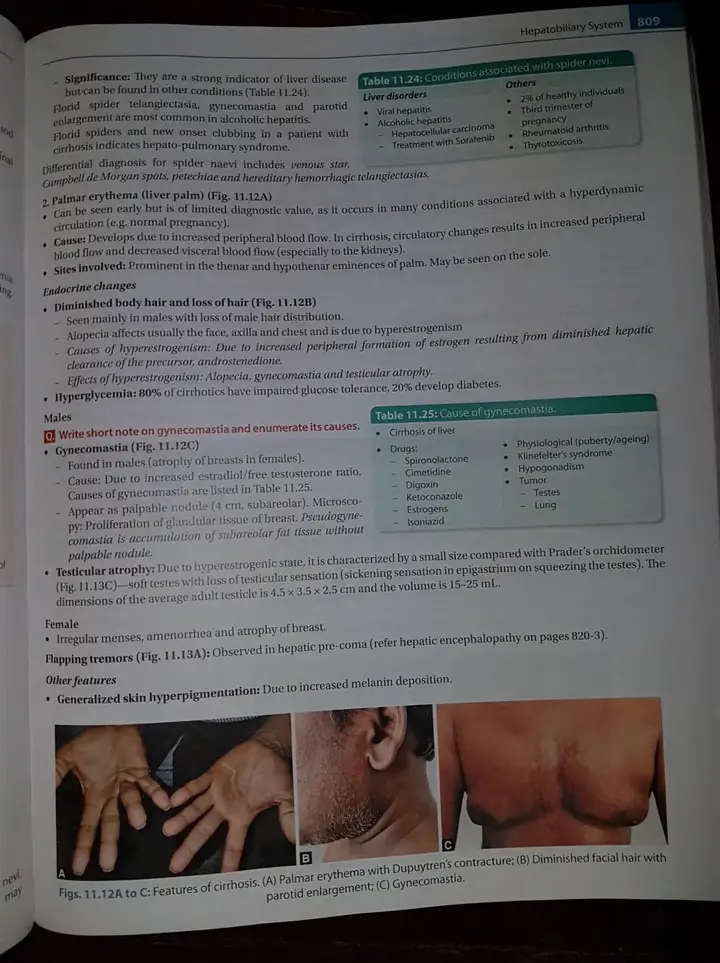 Hepatobiliary System 809
– Significance: They are a strong indicator of liver disease
but can be found in other conditions (Table 11.24).
Florid spider telangiectasia, gynecomastia and parotid
enlargement are most common in alcoholic hepatitis.
Florid spiders and new onset clubbing in a patient with
cirrhosis indicates hepato-pulmonary syndrome.
Table 11.24: Conditions associated with spider nevi.
Liver disorders
• Viral hepatitis
• Alcoholic hepatitis
– Hepatocellular carcinoma
– Treatment with Sorafenib
Others
• 2% of healthy individuals
• Third trimester of
pregnancy
• Rheumatoid arthritis
• Thyrotoxicosis
Differential diagnosis for spider naevi includes venous star,
Campbell de Morgan spots, petechiae and hereditary hemorrhagic telangiectasias.
2. Palmar erythema (liver palm) (Fig. 11.12A)
• Can be seen early but is of limited diagnostic value, as it occurs in many conditions associated with a hyperdynamic
circulation (e.g. normal pregnancy).
• Cause: Develops due to increased peripheral blood flow. In cirrhosis, circulatory changes results in increased peripheral
blood flow and decreased visceral blood flow (especially to the kidneys).
• Sites involved: Prominent in the thenar and hypothenar eminences of palm. May be seen on the sole.
Endocrine changes
• Diminished body hair and loss of hair (Fig. 11.12B)
– Seen mainly in males with loss of male hair distribution.
– Alopecia affects usually the face, axilla and chest and is due to hyperestrogenism
– Causes of hyperestrogenism: Due to increased peripheral formation of estrogen resulting from diminished hepatic
clearance of the precursor, androstenedione.
– Effects of hyperestrogenism: Alopecia, gynecomastia and testicular atrophy.
• Hyperglycemia: 80% of cirrhotics have impaired glucose tolerance, 20% develop diabetes.
Males
Q. Write short note on gynecomastia and enumerate its causes.
• Gynecomastia (Fig. 11.12C)
– Found in males (atrophy of breasts in females).
– Cause: Due to increased estradiol/free testosterone ratio.
Causes of gynecomastia are listed in Table 11.25.
– Appear as palpable nodule (4 cm, subareolar). Microsco-
py: Proliferation of glandular tissue of breast. Pseudogyne-
comastia is accumulation of subareolar fat tissue without
palpable nodule.
Table 11.25: Cause of gynecomastia.
• Cirrhosis of liver
• Drugs:
– Spironolactone
– Cimetidine
– Digoxin
– Ketoconazole
– Estrogens
– Isoniazid
• Physiological (puberty/ageing)
• Klinefelter's syndrome
• Hypogonadism
• Tumor
– Testes
– Lung
• Testicular atrophy: Due to hyperestrogenic state, it is characterized by a small size compared with Prader's orchidometer
(Fig. 11.13C)—soft testes with loss of testicular sensation (sickening sensation in epigastrium on squeezing the testes). The
dimensions of the average adult testicle is 4.5 × 3.5 × 2.5 cm and the volume is 15–25 mL.
Female
• Irregular menses, amenorrhea and atrophy of breast.
Flapping tremors (Fig. 11.13A): Observed in hepatic pre-coma (refer hepatic encephalopathy on pages 820-3).
Other features
• Generalized skin hyperpigmentation: Due to increased melanin deposition.
A
B
C
Figs. 11.12A to C: Features of cirrhosis. (A) Palmar erythema with Dupuytren's contracture; (B) Diminished facial hair with
parotid enlargement; (C) Gynecomastia.
nevi.
may